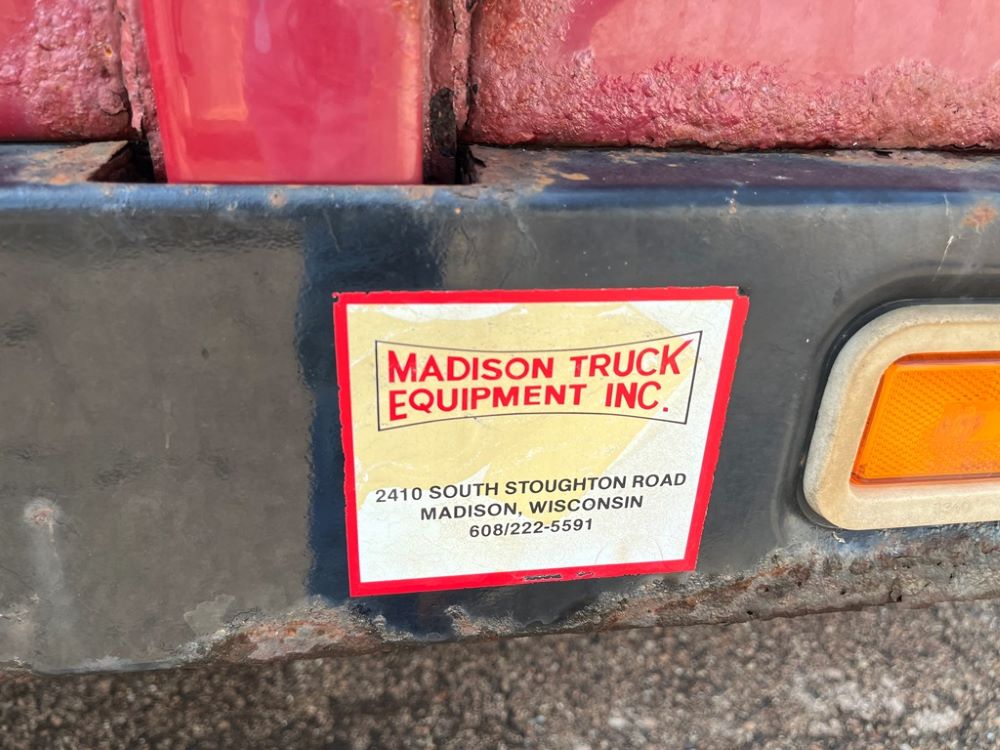 MADISON TRUCK
EQUIPMENT INC.
2410 SOUTH STOUGHTON ROAD
MADISON, WISCONSIN
608/222-5591